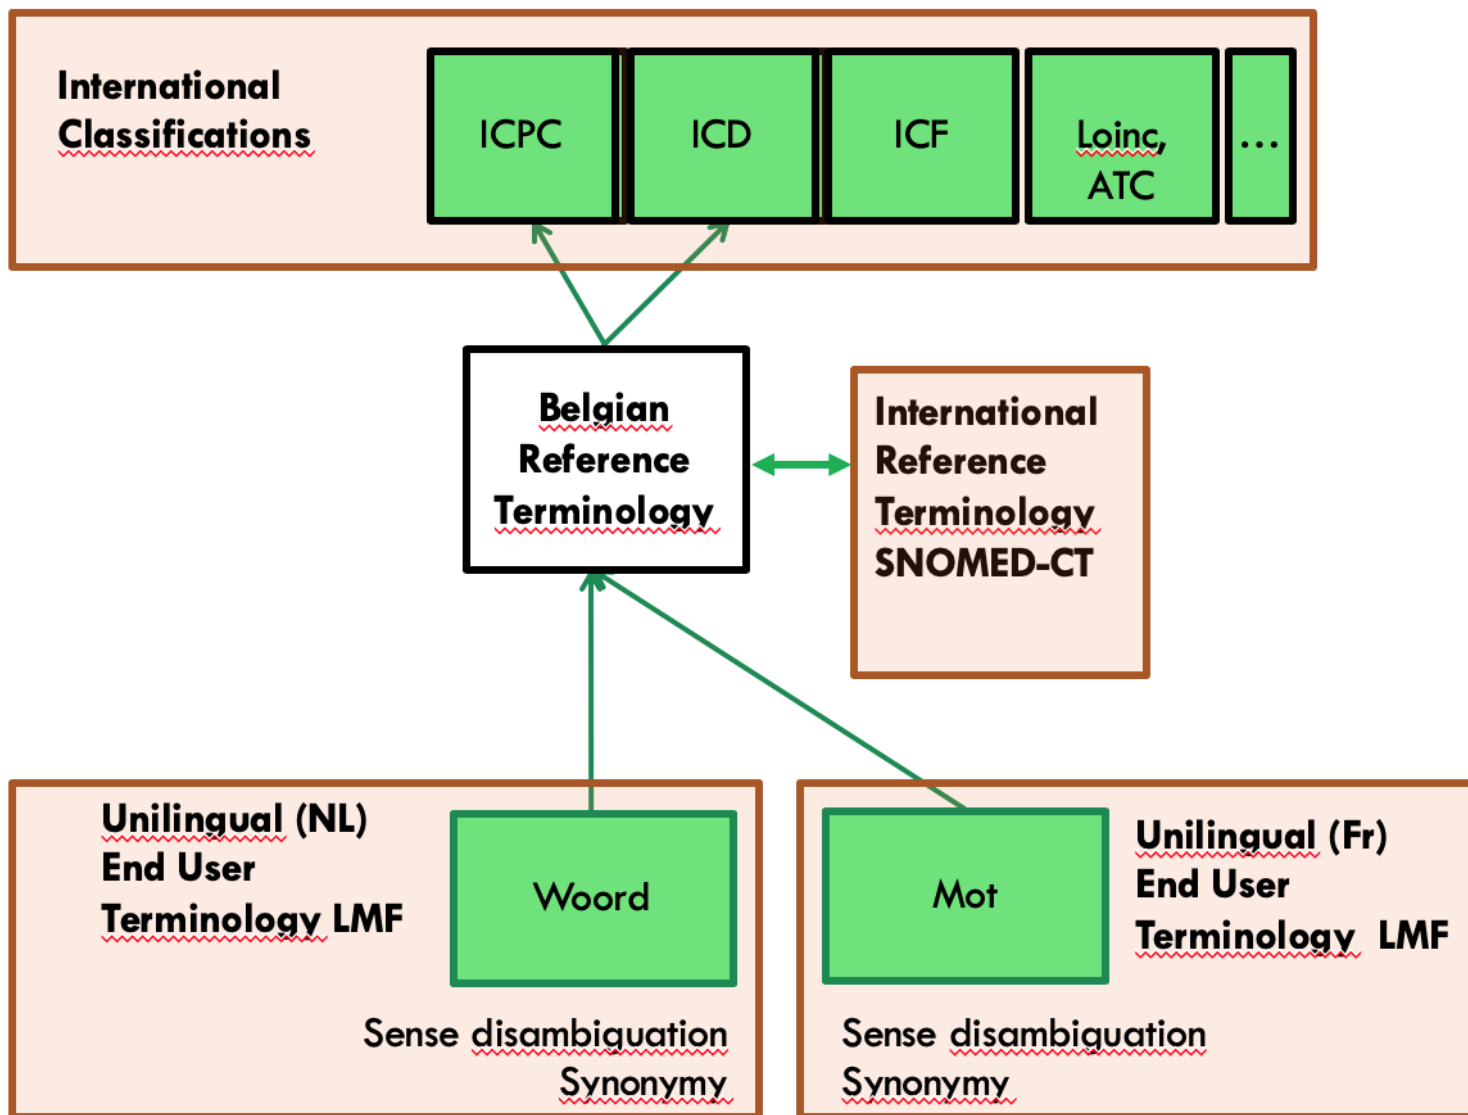 International
Classifications
ICPC
ICD
ICF
Loinc,
ATC
...
Belgian
Reference
Terminology
International
Reference
Terminology
SNOMED-CT
Unilingual (NL)
End User
Terminology LMF
Woord
Sense disambiguation
Synonymy
Mot
Unilingual (Fr)
End User
Terminology LMF
Sense disambiguation
Synonymy